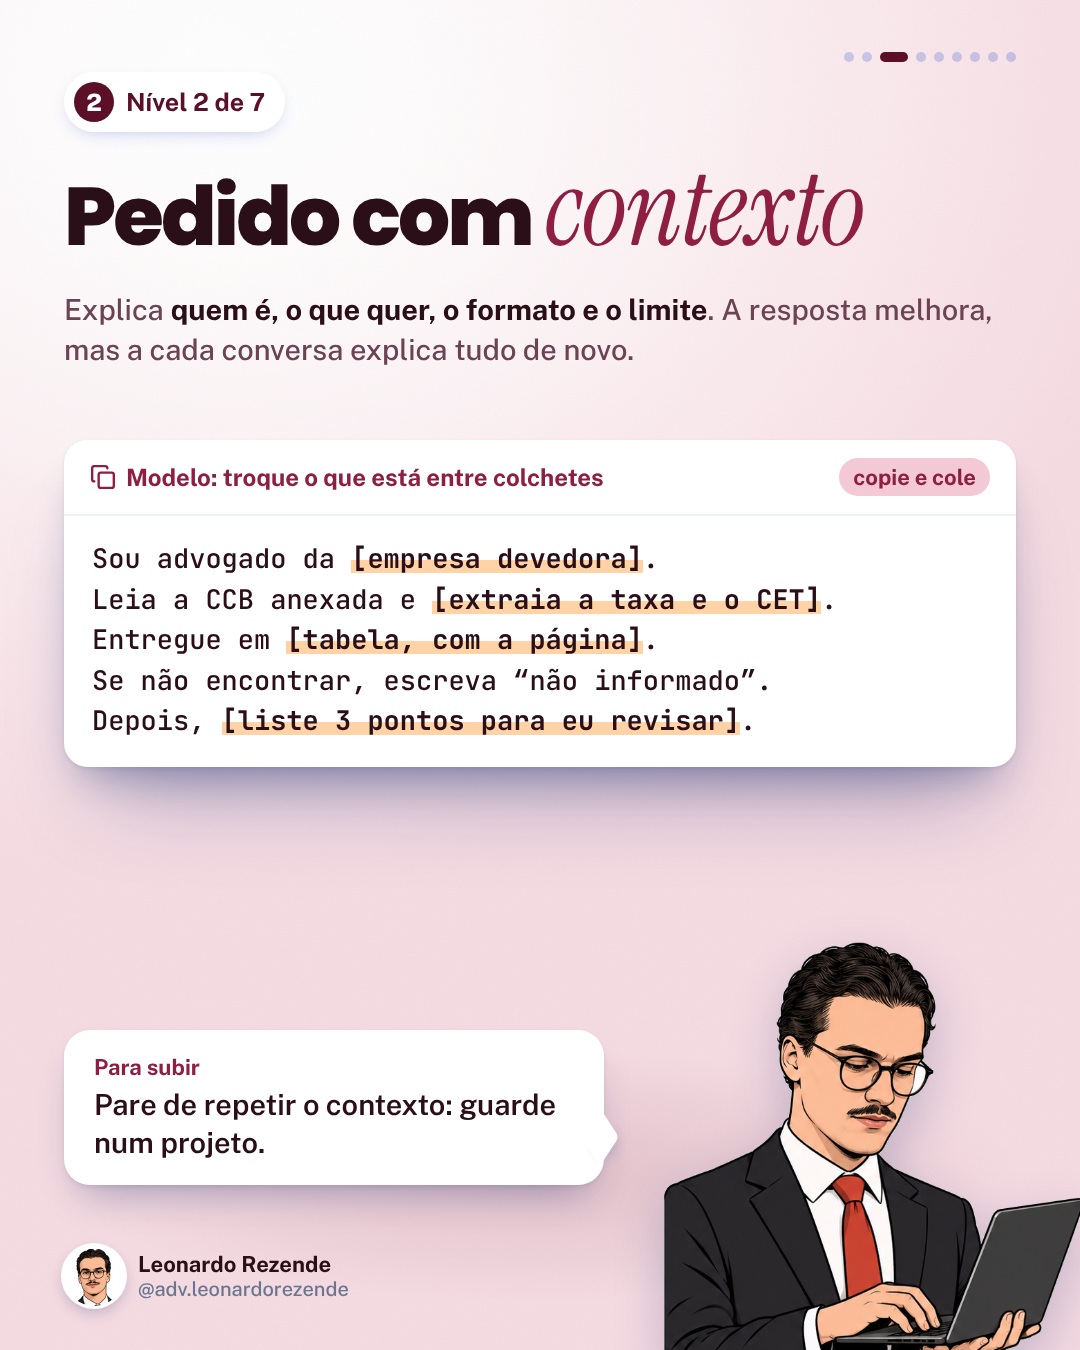 2 Nível 2 de 7
Pedido com contexto
Explica quem é, o que quer, o formato e o limite. A resposta melhora,
mas a cada conversa explica tudo de novo.
Modelo: troque o que está entre colchetes
copie e cole
Sou advogado da [empresa devedora].
Leia a CCB anexada e [extraia a taxa e o CET].
Entregue em [tabela, com a página].
Se não encontrar, escreva “não informado”.
Depois, [liste 3 pontos para eu revisar].
Para subir
Pare de repetir o contexto: guarde
num projeto.
Leonardo Rezende
@adv.leonardorezende